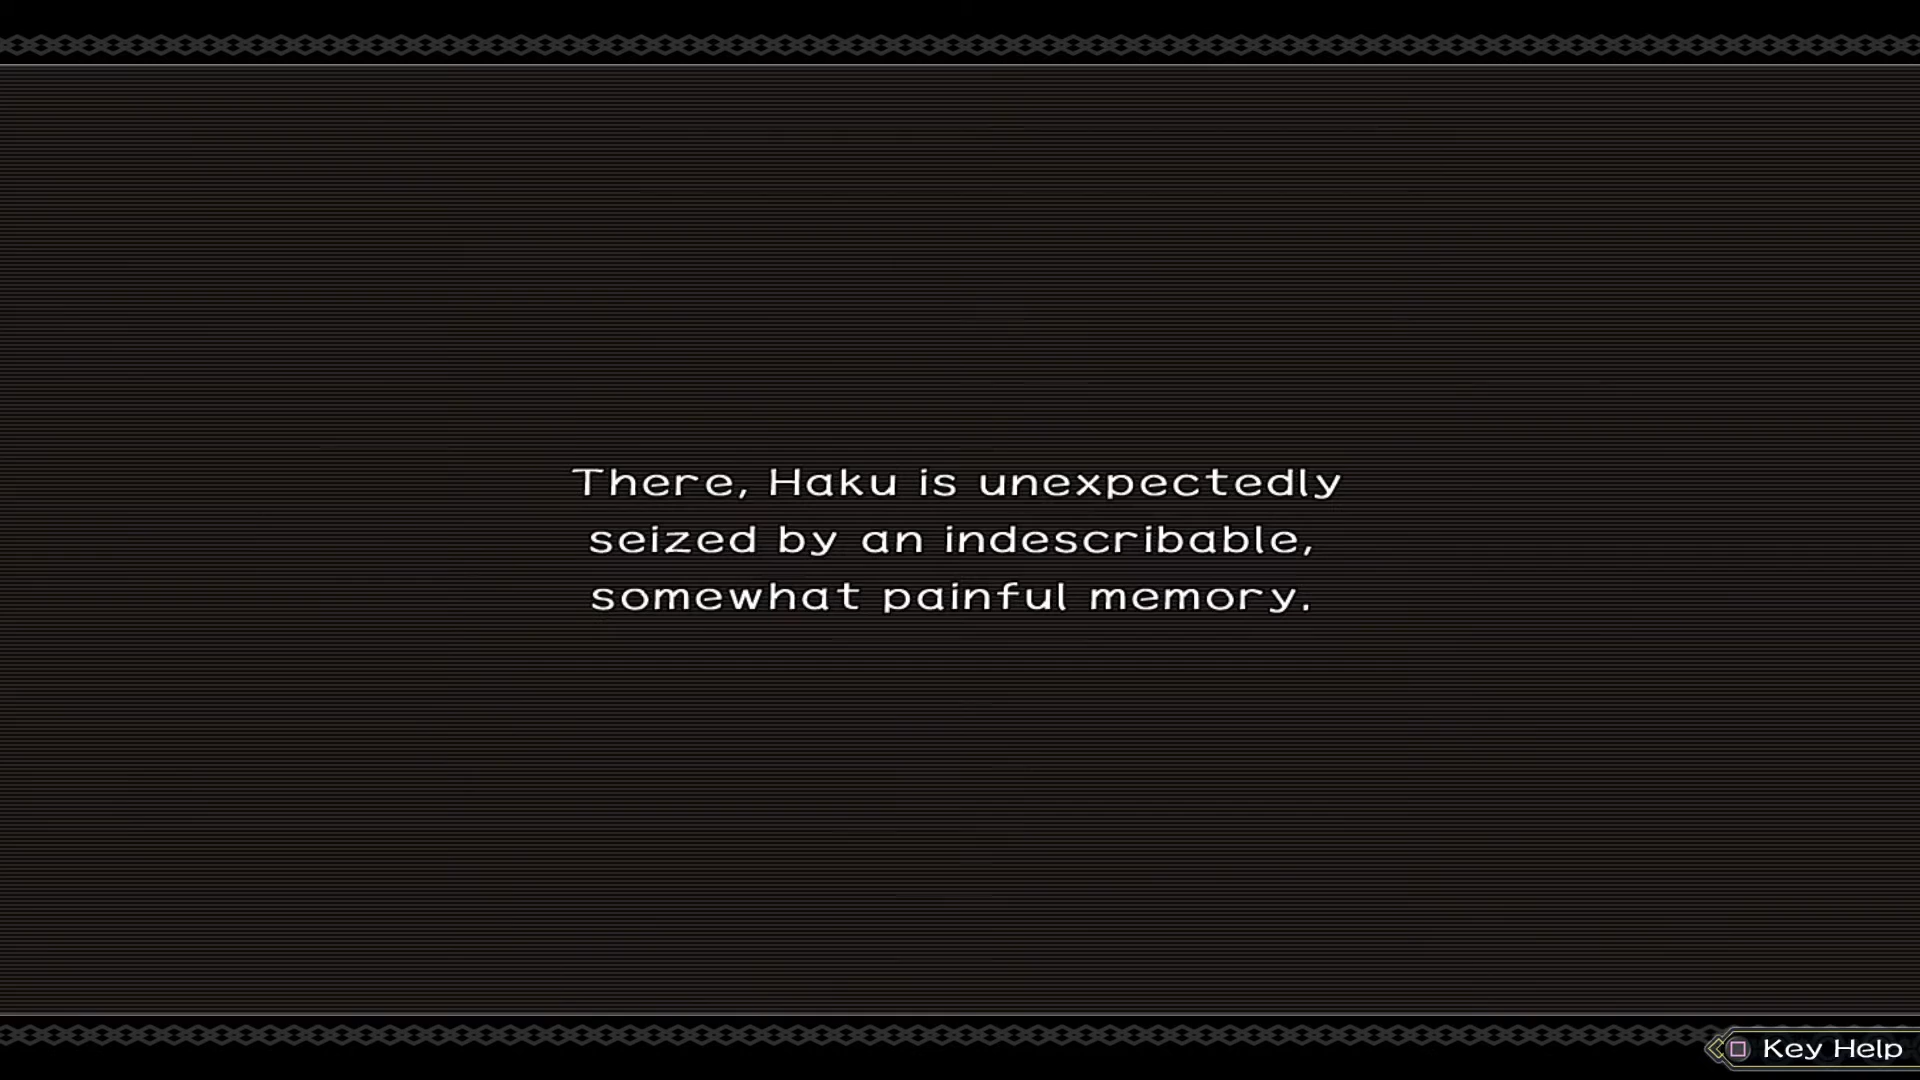 There, Haku is unexpectedly
seized by an indescribable,
somewhat painful memory.
Key Help